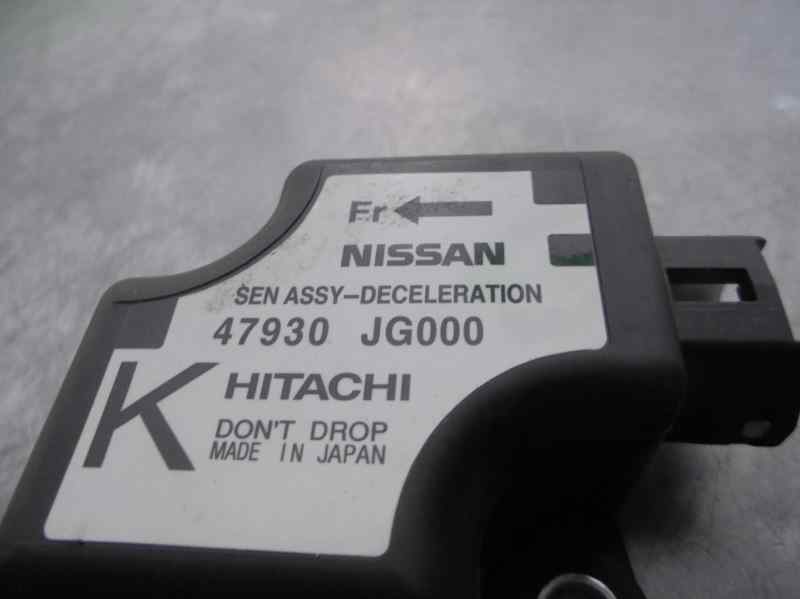 Fr
NISSAN
SEN ASSY-DECELERATION
47930 JG000
K HITACHI
DON'T DROP
MADE IN JAPAN